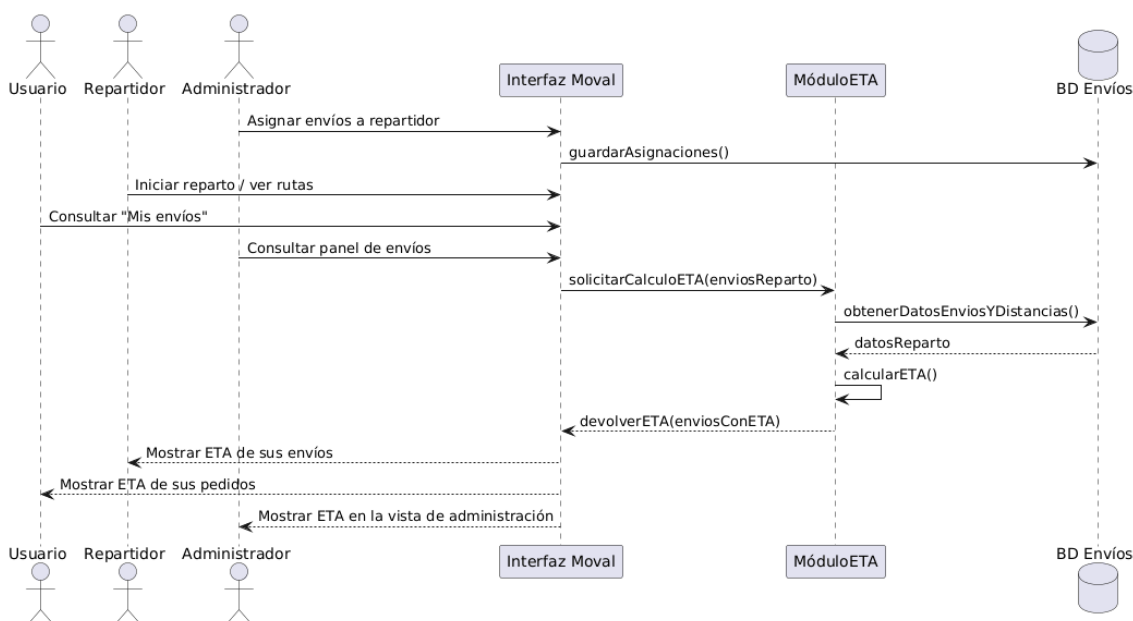 Usuario Repartidor Administrador Interfaz Moval MóduloETA BD Envíos
Asignar envíos a repartidor
guardarAsignaciones()
Iniciar reparto / ver rutas
Consultar "Mis envíos"
Consultar panel de envíos
solicitarCalculoETA(enviosReparto)
obtenerDatosEnviosYDistancias()
datosReparto
calcularETA()
devolverETA(enviosConETA)
Mostrar ETA de sus envíos
Mostrar ETA de sus pedidos
Mostrar ETA en la vista de administración
Usuario Repartidor Administrador Interfaz Moval MóduloETA BD Envíos